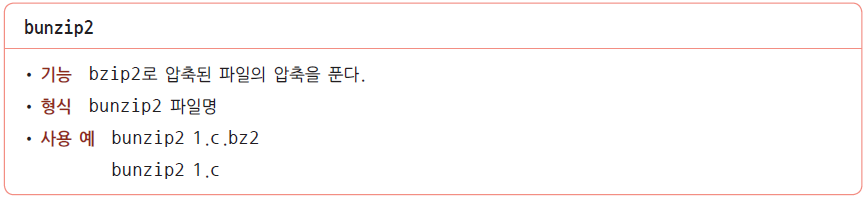 bunzip2
• 기능 bzip2로 압축된 파일의 압축을 푼다.
• 형식 bunzip2 파일명
• 사용 예 bunzip2 1.c.bz2
bunzip2 1.c